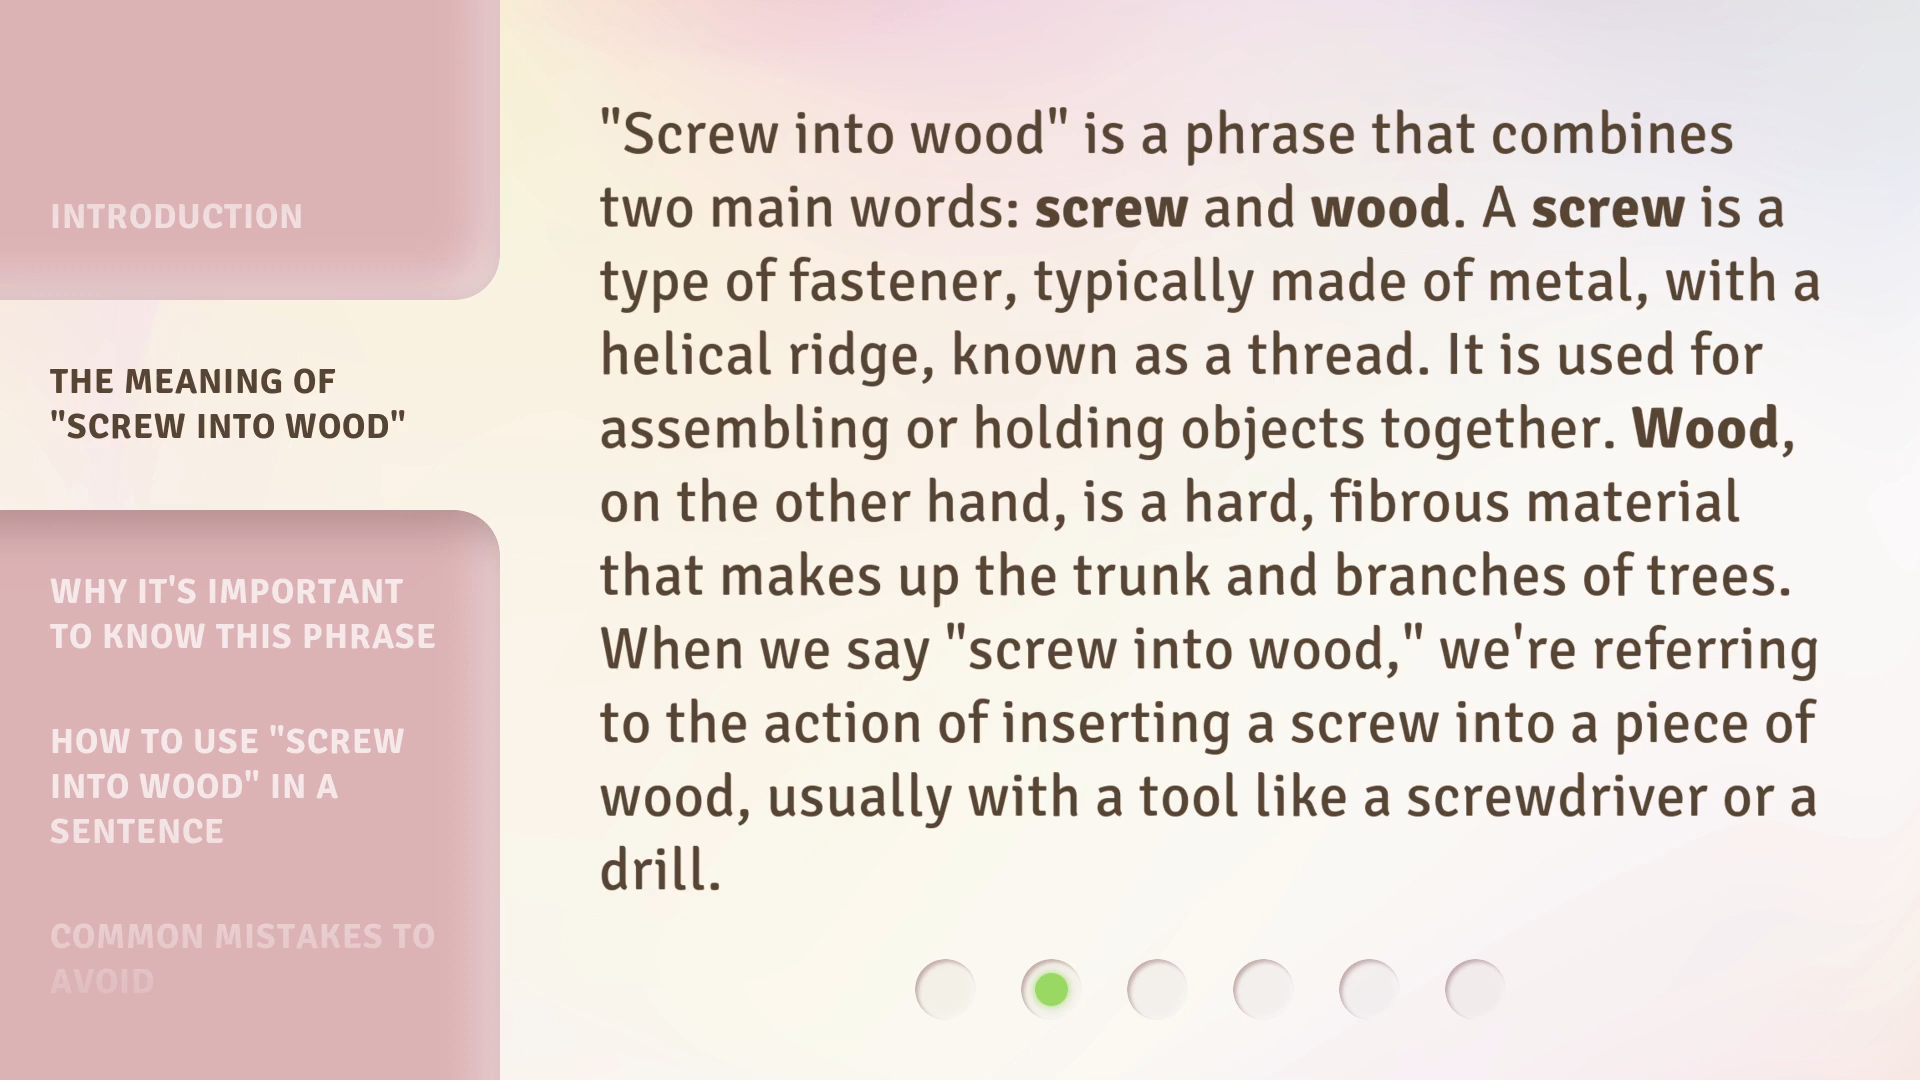 INTRODUCTION
THE MEANING OF
"SCREW INTO WOOD"
WHY IT'S IMPORTANT
TO KNOW THIS PHRASE
HOW TO USE "SCREW
INTO WOOD" IN A
SENTENCE
COMMON MISTAKES TO
AVOID
"Screw into wood" is a phrase that combines
two main words: screw and wood. A screw is a
type of fastener, typically made of metal, with a
helical ridge, known as a thread. It is used for
assembling or holding objects together. Wood,
on the other hand, is a hard, fibrous material
that makes up the trunk and branches of trees.
When we say "screw into wood," we're referring
to the action of inserting a screw into a piece of
wood, usually with a tool like a screwdriver or a
drill.